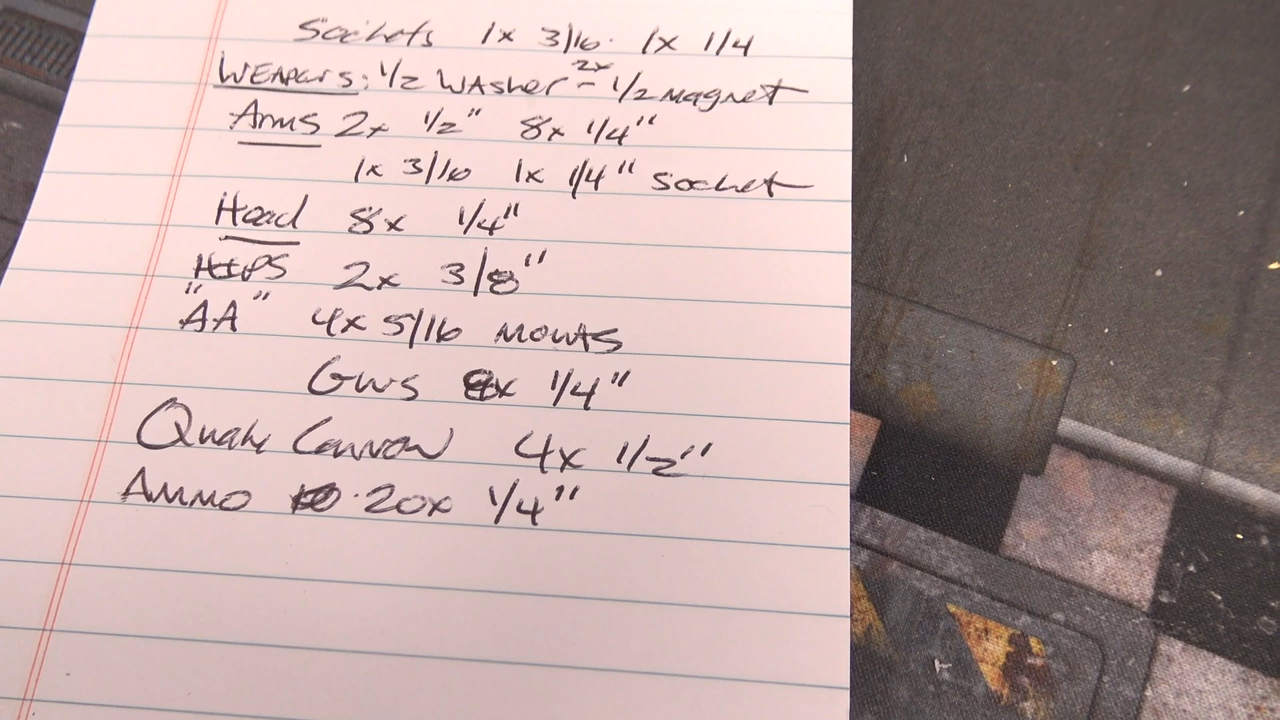 Sockets 1x 3/16 · 1x 1/4
WEAPONS: 1/2 WASHER - 2x 1/2 MAGNET
Arms 2x 1/2" 8x 1/4"
1x 3/16 1x 1/4" Socket
Head 8x 1/4"
HIPS 2x 3/8"
"AA" 4x 5/16 MOUTS
GWS 8x 1/4"
Quake Cannon 4x 1/2"
AMMO 20x 1/4"